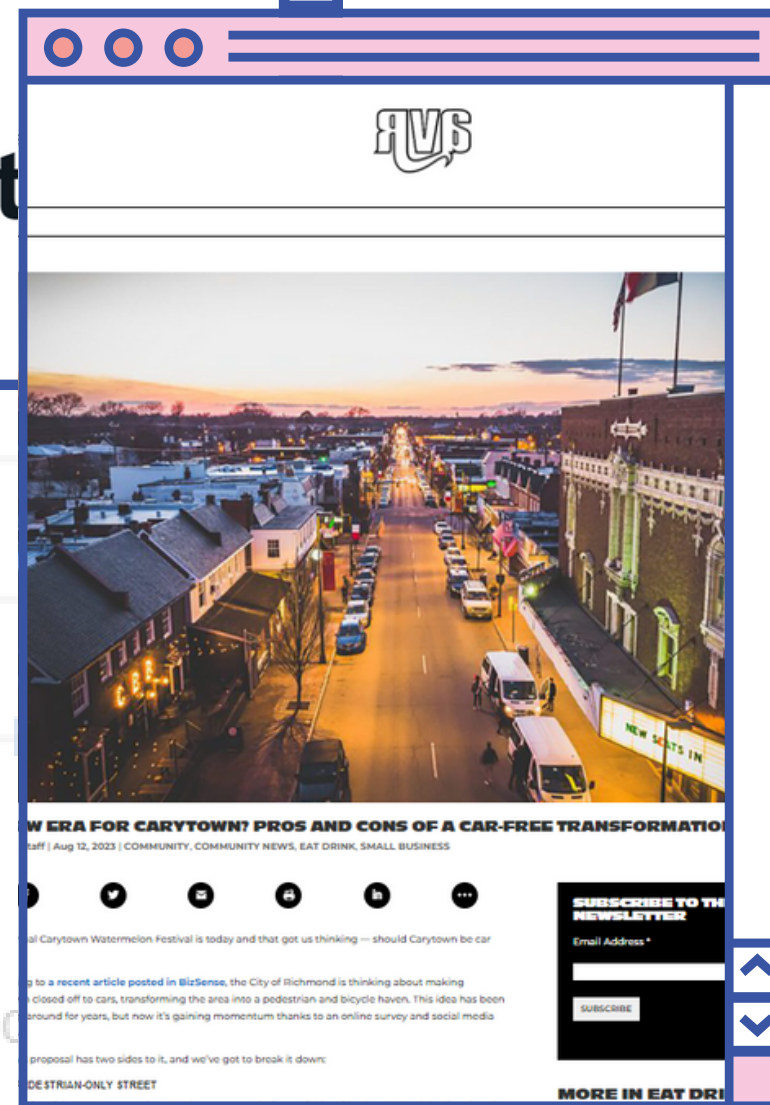 t
RVA
CBR
NEW SEATS IN
W ERA FOR CARYTOWN? PROS AND CONS OF A CAR-FREE TRANSFORMATIO
taff | Aug 12, 2023 | COMMUNITY, COMMUNITY NEWS, EAT DRINK, SMALL BUSINESS
SUBSCRIBE TO TH
NEWSLETTER
Email Address *
SUBSCRIBE
al Carytown Watermelon Festival is today and that got us thinking — should Carytown be car
g to a recent article posted in BizSense, the City of Richmond is thinking about making
closed off to cars, transforming the area into a pedestrian and bicycle haven. This idea has been
around for years, but now it's gaining momentum thanks to an online survey and social media
proposal has two sides to it, and we've got to break it down:
DESTRIAN-ONLY STREET
MORE IN EAT DRI